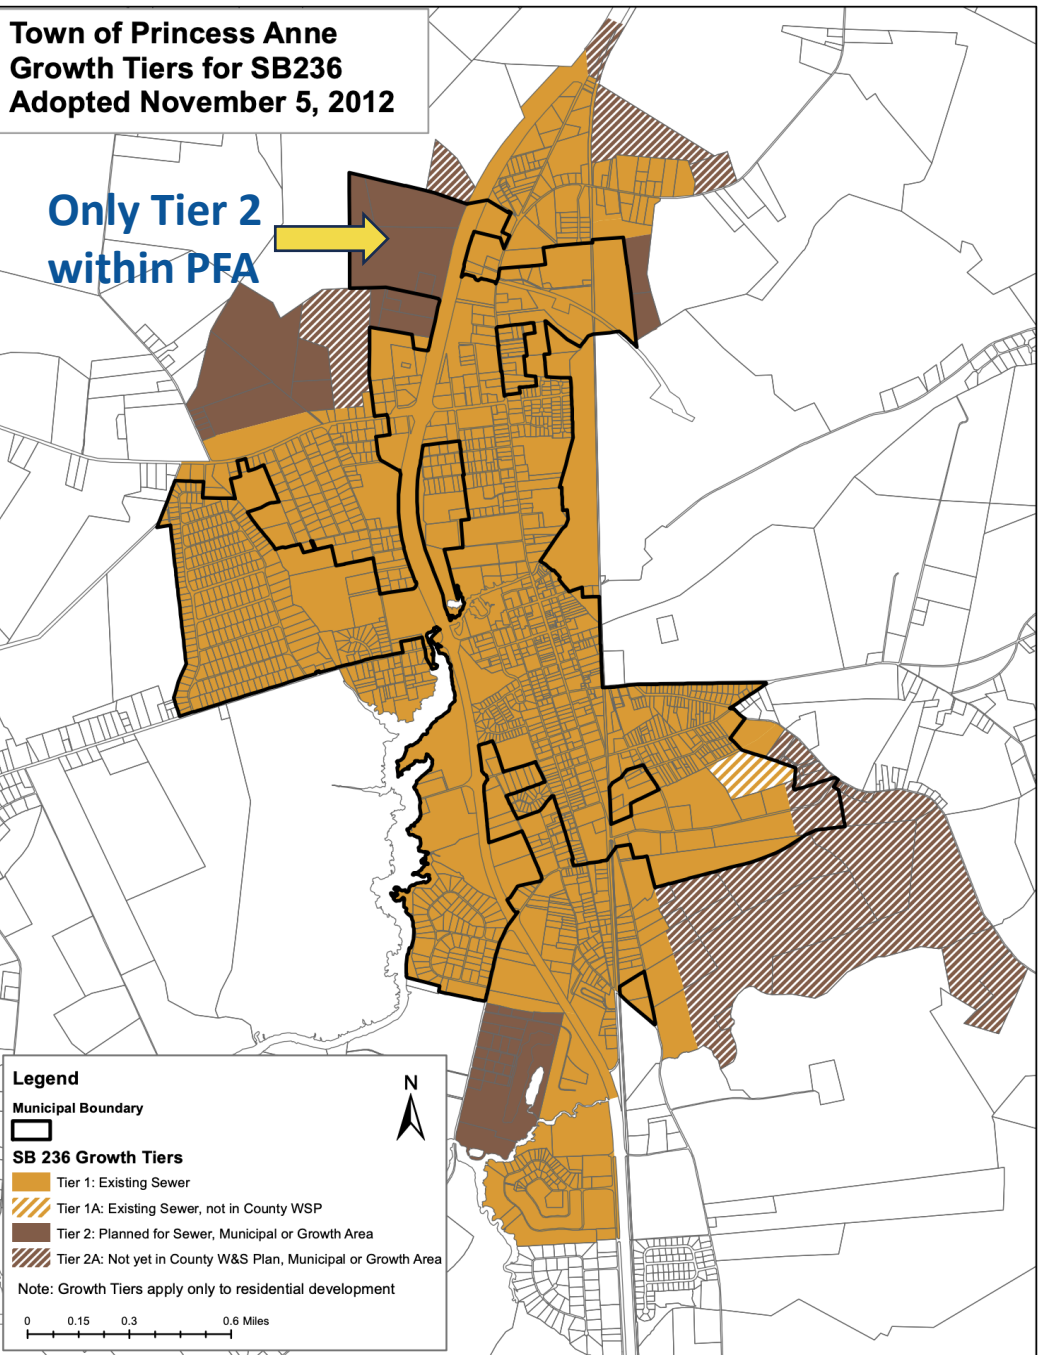 Town of Princess Anne
Growth Tiers for SB236
Adopted November 5, 2012
Only Tier 2
within PFA
Legend
Municipal Boundary
N
SB 236 Growth Tiers
Tier 1: Existing Sewer
Tier 1A: Existing Sewer, not in County WSP
Tier 2: Planned for Sewer, Municipal or Growth Area
Tier 2A: Not yet in County W&S Plan, Municipal or Growth Area
Note: Growth Tiers apply only to residential development
0 0.15 0.3 0.6 Miles